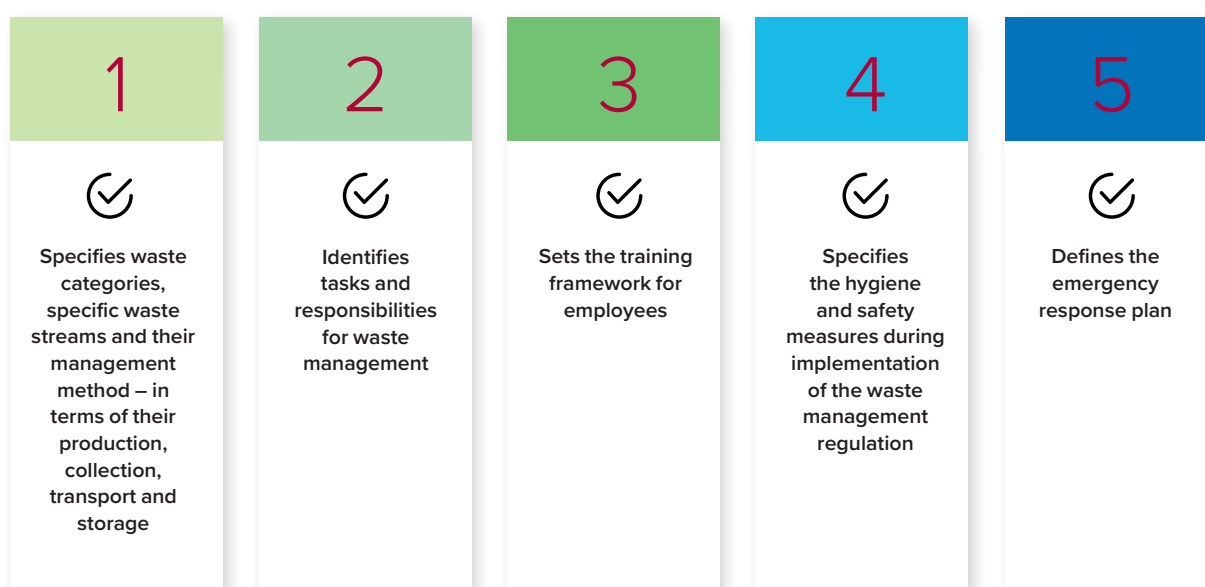 1
Specifies waste
categories,
specific waste
streams and their
management
method – in
terms of their
production,
collection,
transport and
storage
2
Identifies
tasks and
responsibilities
for waste
management
3
Sets the training
framework for
employees
4
Specifies
the hygiene
and safety
measures during
implementation
of the waste
management
regulation
5
Defines the
emergency
response plan